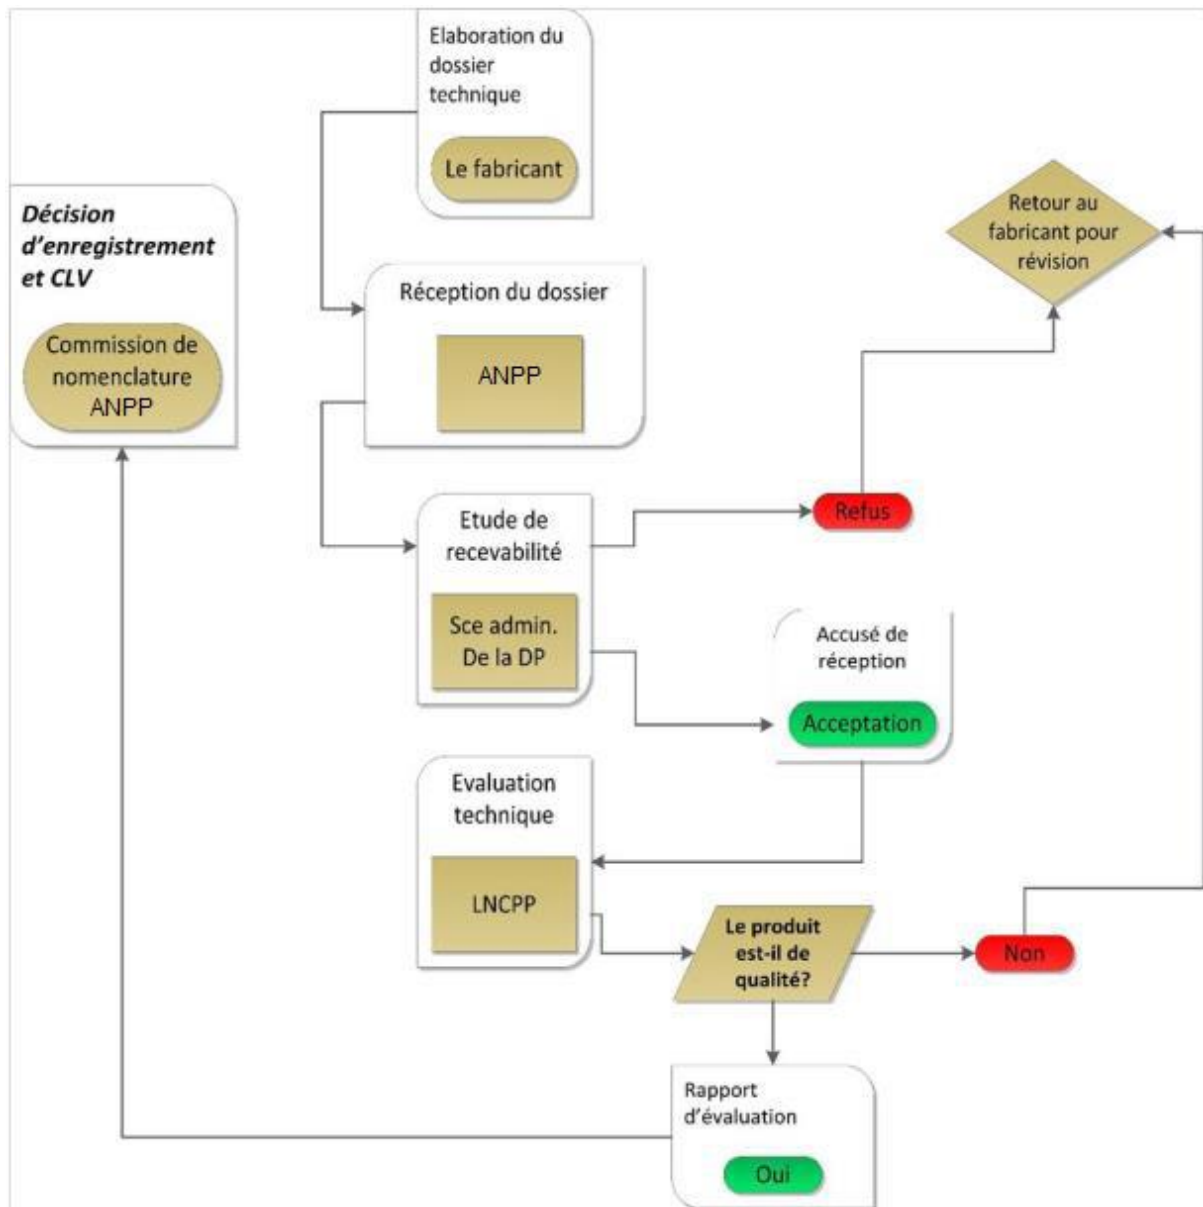 Elaboration du
dossier
technique
Le fabricant
Décision
d'enregistrement
et CLV
Commission de
nomenclature
ANPP
Retour au
fabricant pour
révision
Réception du dossier
ANPP
Etude de
recevabilité
Sce admin.
De la DP
Refus
Accusé de
réception
Acceptation
Evaluation
technique
LNCPP
Le produit
est-il de
qualité?
Non
Rapport
d'évaluation
Oui